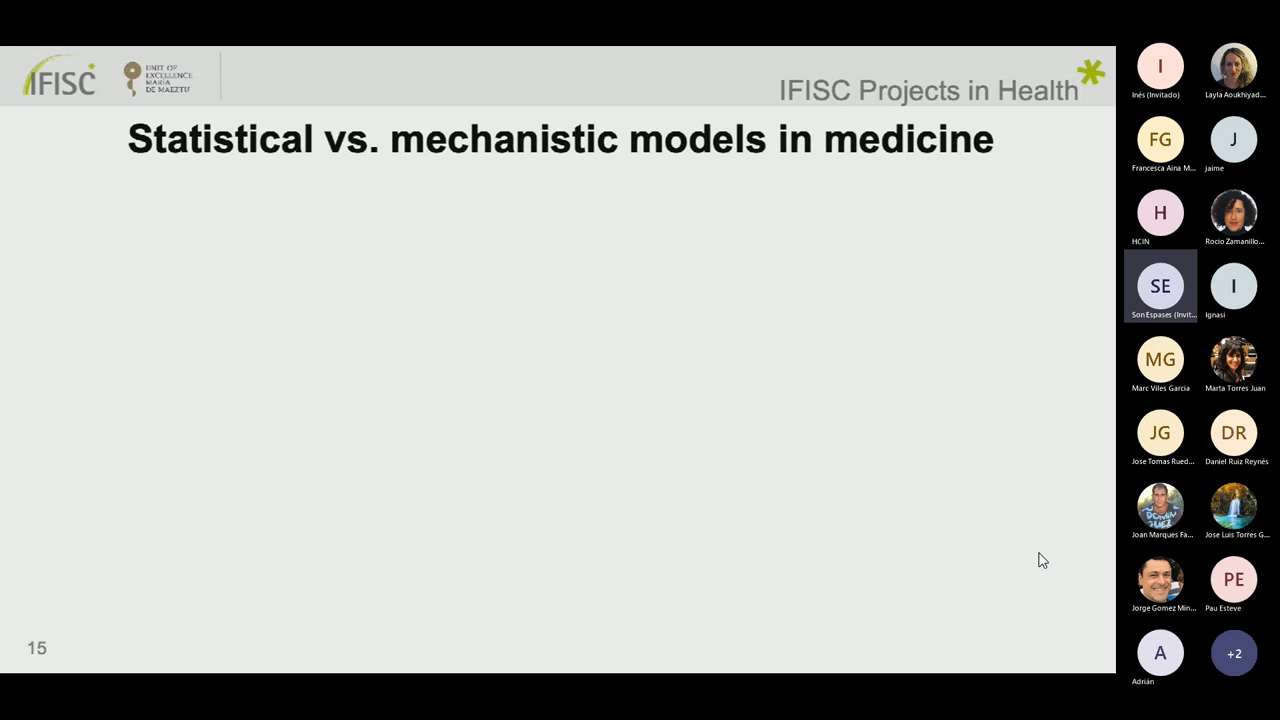 IFISC
UNIT OF
EXCELLENCE
MARÍA
DE MAEZTU
IFISC Projects in Health
Statistical vs. mechanistic models in medicine
15
I
Inés (Invitado)
Layla Aoukhiyad...
FG
Francesca Aina M...
J
jaime
H
HCIN
Rocio Zamanillo...
SE
Son Espases (Invit...
I
Ignasi
MG
Marc Viles Garcia
Marta Torres Juan
JG
Jose Tomas Rued...
DR
Daniel Ruiz Reynés
Joan Marques Fa...
Jose Luis Torres G...
Jorge Gomez Min...
PE
Pau Esteve
A
Adrián
+2